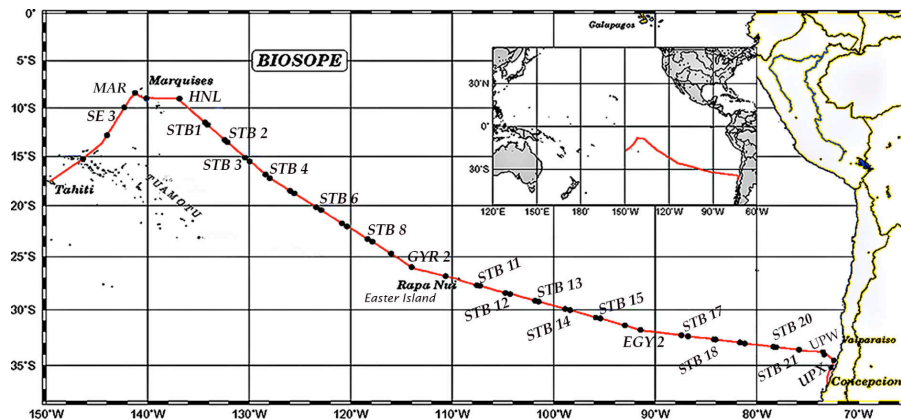 0°
5°S
10°S
15°S
20°S
25°S
30°S
35°S
150°W
140°W
130°W
120°W
110°W
100°W
90°W
80°W
70°W
BIOSOPE
Galapagos
MAR
Marquises
HNL
SE 3
STB1
STB 2
STB 3
STB 4
Tahiti
TUAMOTU
STB 6
STB 8
GYR 2
Rapa Nui
Easter Island
STB 11
STB 12
STB 13
STB 14
STB 15
EGY 2
STB 17
STB 18
STB 20
STB 21
UPW
UPX
Valparaiso
Concepcion
30°N
0°
30°S
120°E
150°E
180°W
150°W
120°W
90°W
60°W